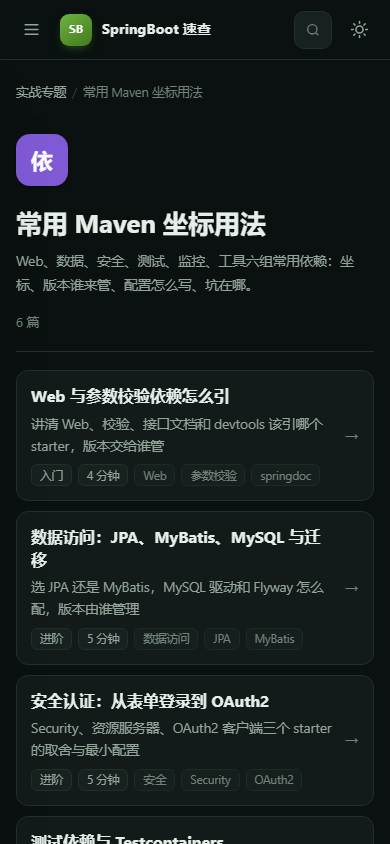 SB SpringBoot 速查
实战专题 / 常用 Maven 坐标用法
依
常用 Maven 坐标用法
Web、数据、安全、测试、监控、工具六组常用依赖：坐
标、版本谁来管、配置怎么写、坑在哪。
6 篇
Web 与参数校验依赖怎么引
讲清 Web、校验、接口文档和 devtools 该引哪个
starter，版本交给谁管
→
入门 4 分钟 Web 参数校验 springdoc
数据访问：JPA、MyBatis、MySQL 与迁
移
选 JPA 还是 MyBatis，MySQL 驱动和 Flyway 怎么
配，版本由谁管理
→
进阶 5 分钟 数据访问 JPA MyBatis
安全认证：从表单登录到 OAuth2
Security、资源服务器、OAuth2 客户端三个 starter
的取舍与最小配置
→
进阶 5 分钟 安全 Security OAuth2
测试依赖与 Testcontainers